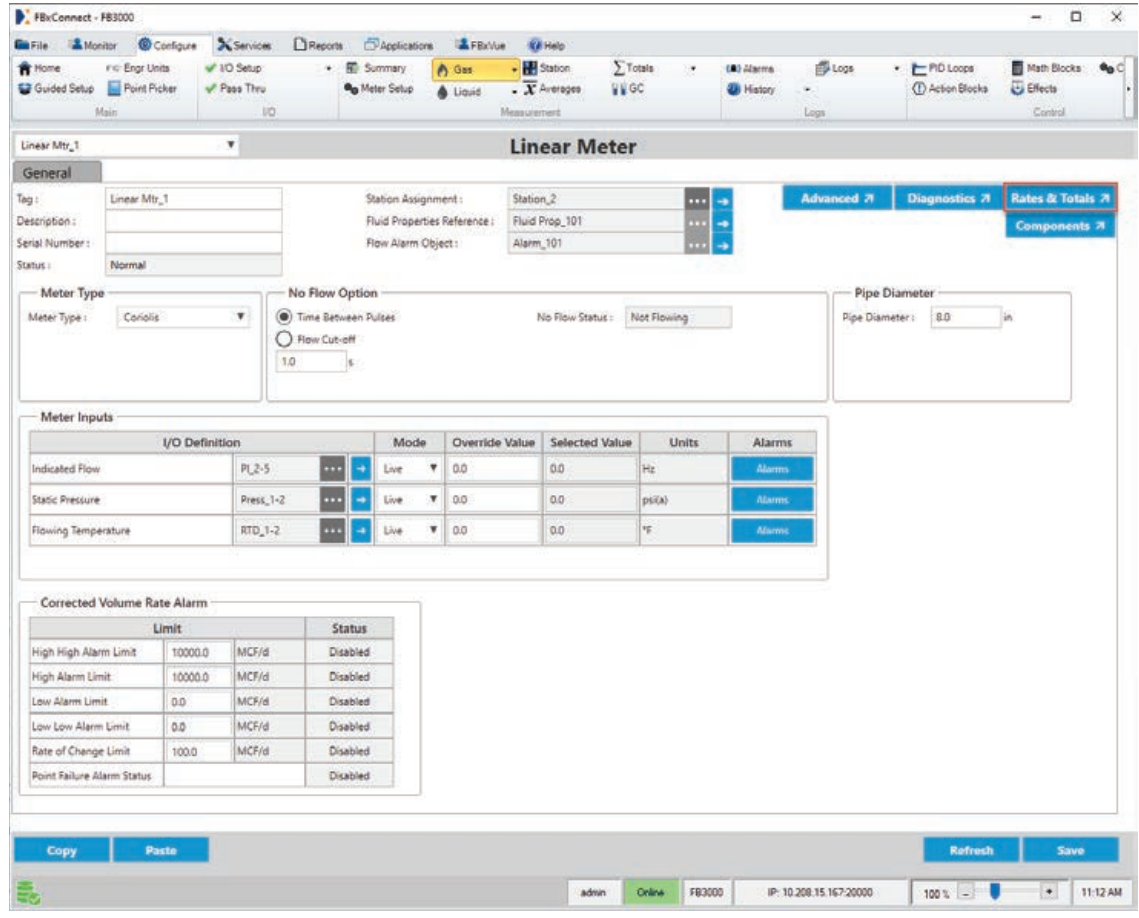 FBxConnect - FB3000
File Monitor Configure Services Reports Applications FBxVue Help
Home Engr Units I/O Setup Summary Gas Station Totals Alarms Logs PID Loops Math Blocks C
Guided Setup Point Picker Pass Thru Meter Setup Liquid Averages GC History Action Blocks Effects
Main I/O Measurement Logs Control
Linear Mtr_1 Linear Meter
General
Tag : Linear Mtr_1 Station Assignment : Station_2 Advanced Diagnostics Rates & Totals
Description : Fluid Properties Reference : Fluid Prop_101 Components
Serial Number : Flow Alarm Object : Alarm_101
Status : Normal
Meter Type No Flow Option Pipe Diameter
Meter Type : Coriolis Time Between Pulses No Flow Status : Not Flowing Pipe Diameter : 8.0 in
Flow Cut-off
1.0 s
Meter Inputs
I/O Definition Mode Override Value Selected Value Units Alarms
Indicated Flow PI_2-5 Live 0.0 0.0 Hz Alarms
Static Pressure Press_1-2 Live 0.0 0.0 psi(a) Alarms
Flowing Temperature RTD_1-2 Live 0.0 0.0 °F Alarms
Corrected Volume Rate Alarm
Limit Status
High High Alarm Limit 10000.0 MCF/d Disabled
High Alarm Limit 10000.0 MCF/d Disabled
Low Alarm Limit 0.0 MCF/d Disabled
Low Low Alarm Limit 0.0 MCF/d Disabled
Rate of Change Limit 100.0 MCF/d Disabled
Point Failure Alarm Status Disabled
Copy Paste Refresh Save
admin Online FB3000 IP: 10.208.15.167:20000 100 % - + 11:12 AM